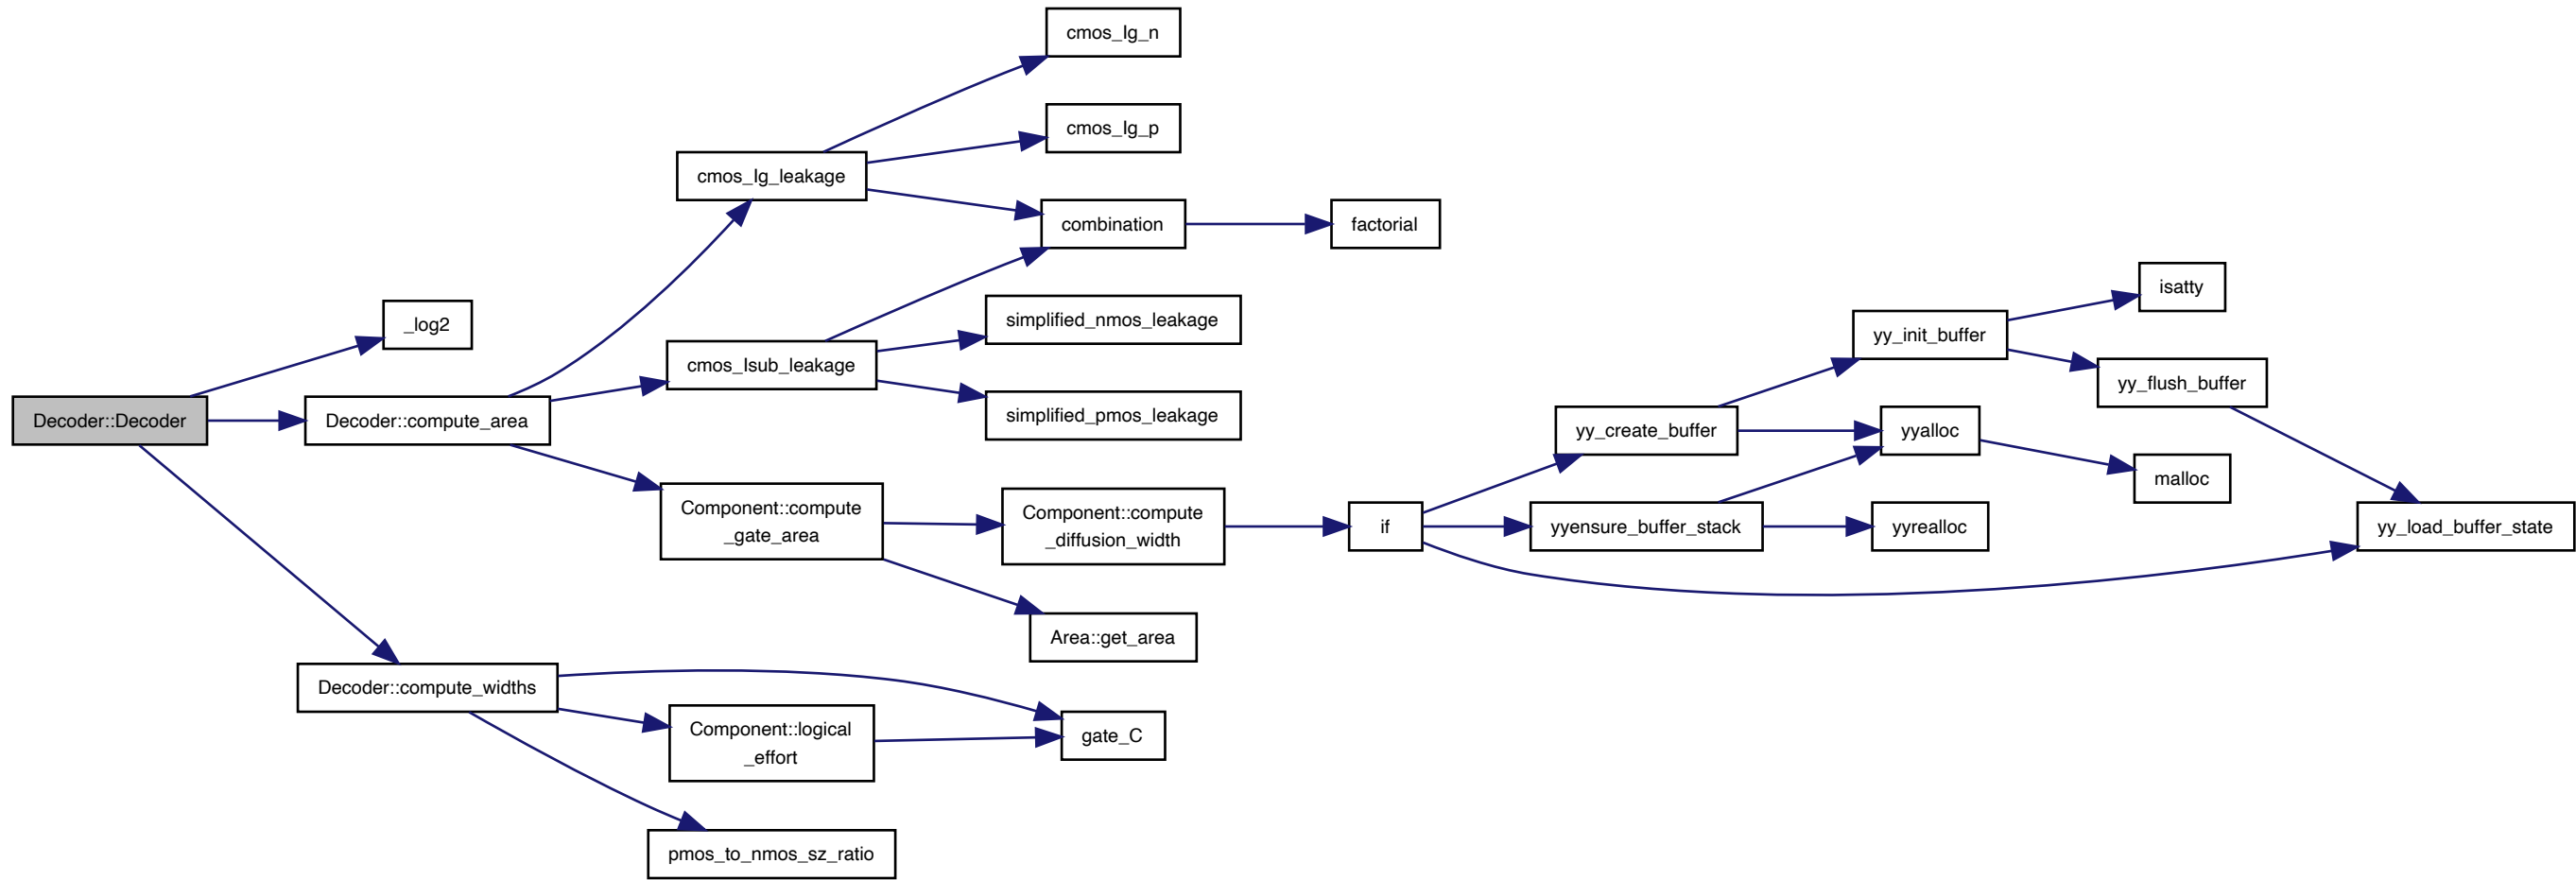 Decoder::Decoder
_log2
Decoder::compute_area
Decoder::compute_widths
cmos_Ig_leakage
cmos_Isub_leakage
Component::compute
_gate_area
Component::logical
_effort
pmos_to_nmos_sz_ratio
cmos_Ig_n
cmos_Ig_p
combination
simplified_nmos_leakage
simplified_pmos_leakage
Component::compute
_diffusion_width
Area::get_area
gate_C
factorial
if
yy_create_buffer
yyensure_buffer_stack
yy_init_buffer
yyalloc
yyrealloc
isatty
yy_flush_buffer
malloc
yy_load_buffer_state